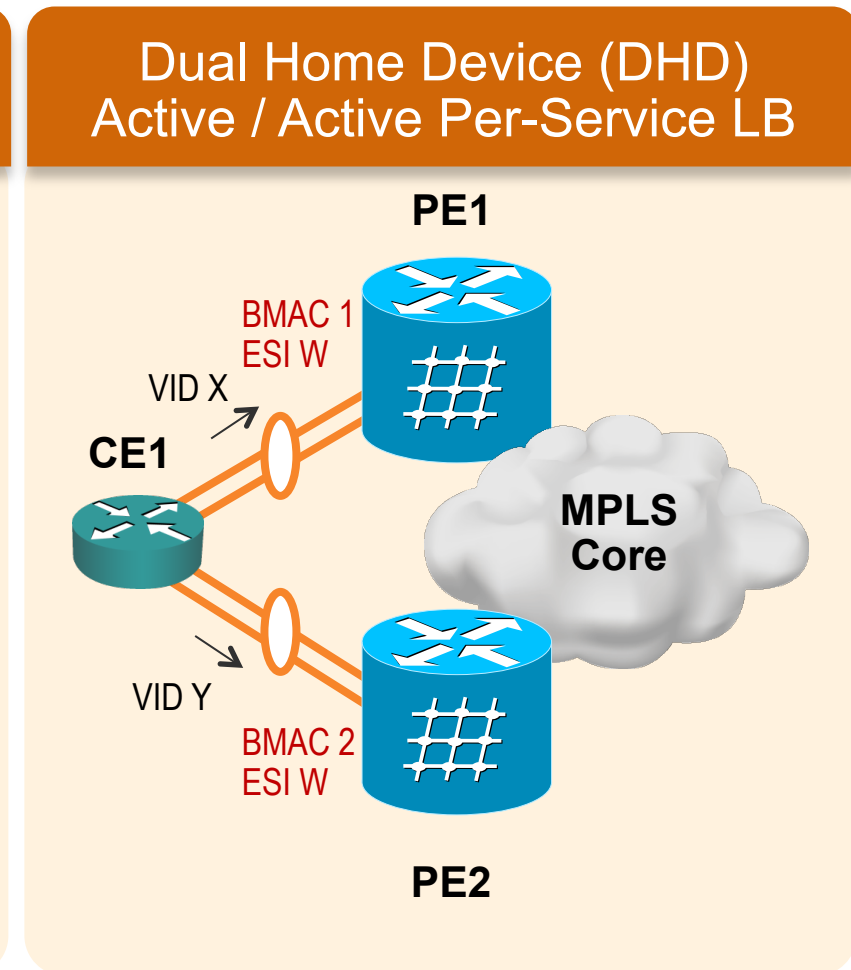 Dual Home Device (DHD)
Active / Active Per-Service LB
PE1
BMAC 1
ESI W
VID X
CE1
MPLS
Core
VID Y
BMAC 2
ESI W
PE2